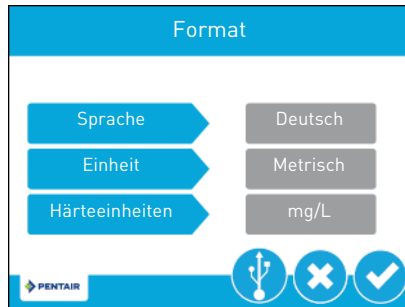 Format
Sprache Deutsch
Einheit Metrisch
Härteeinheiten mg/L
PENTAIR